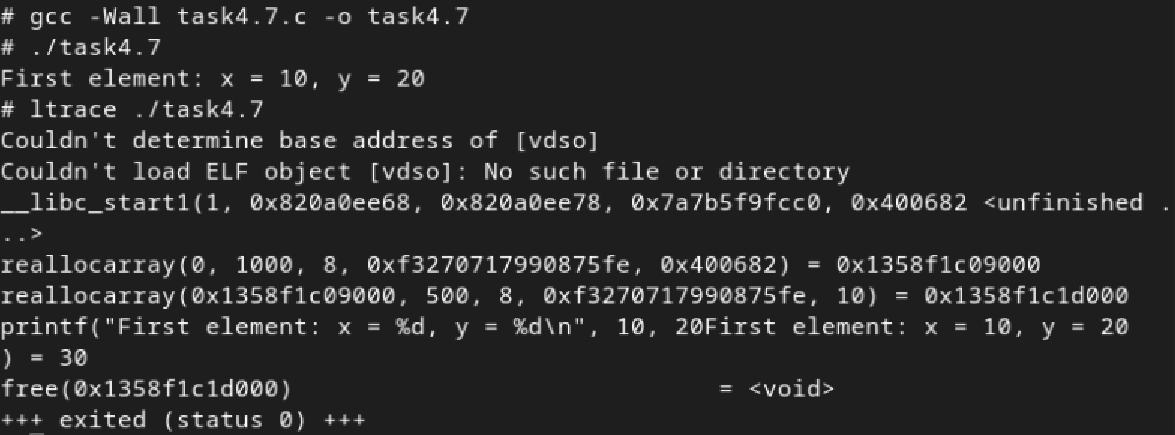 # gcc -Wall task4.7.c -o task4.7
# ./task4.7
First element: x = 10, y = 20
# ltrace ./task4.7
Couldn't determine base address of [vdso]
Couldn't load ELF object [vdso]: No such file or directory
__libc_start1(1, 0x820a0ee68, 0x820a0ee78, 0x7a7b5f9fcc0, 0x400682 <unfinished .
..>
reallocarray(0, 1000, 8, 0xf3270717990875fe, 0x400682) = 0x1358f1c09000
reallocarray(0x1358f1c09000, 500, 8, 0xf3270717990875fe, 10) = 0x1358f1c1d000
printf("First element: x = %d, y = %d\n", 10, 20First element: x = 10, y = 20
) = 30
free(0x1358f1c1d000) = <void>
+++ exited (status 0) +++